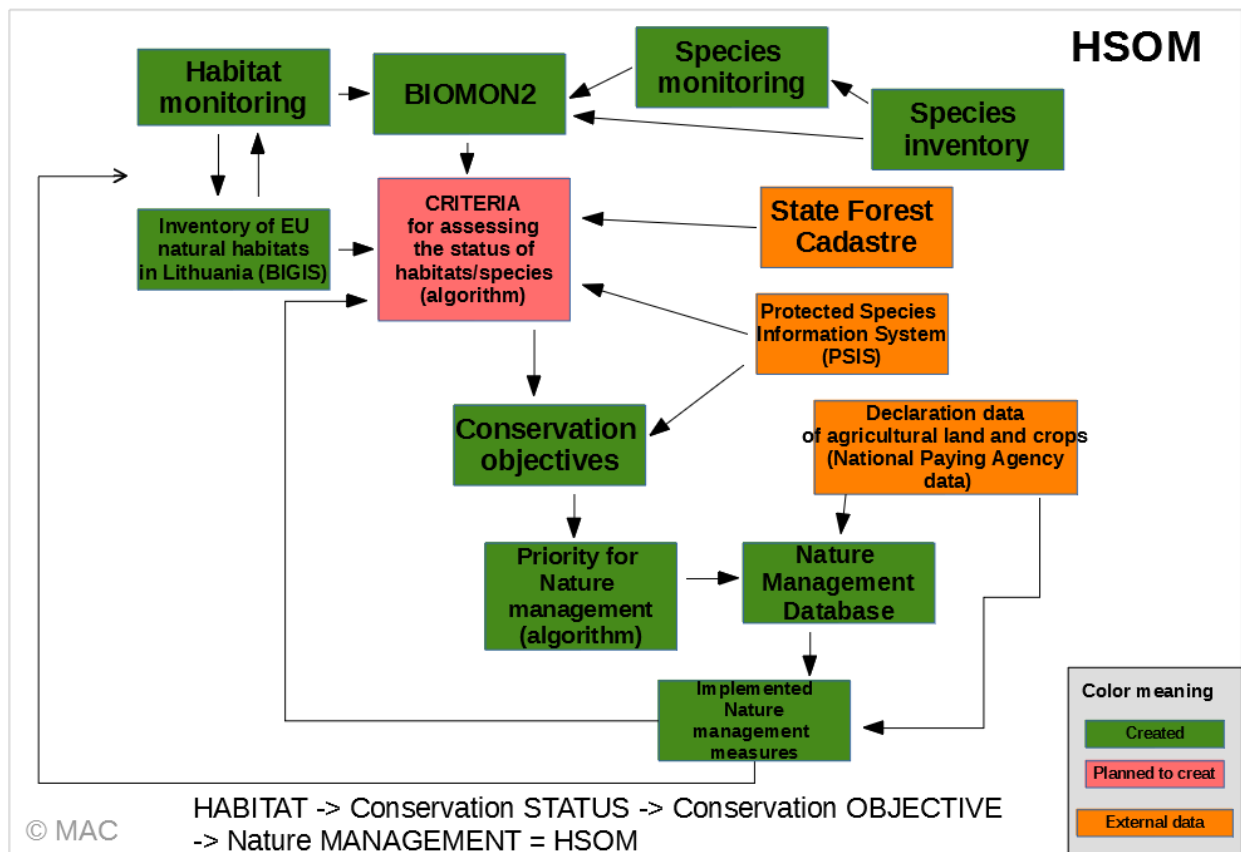 HSOM
Habitat
monitoring
BIOMON2
Species
monitoring
Species
inventory
Inventory of EU
natural habitats
in Lithuania (BIGIS)
CRITERIA
for assessing
the status of
habitats/species
(algorithm)
State Forest
Cadastre
Protected Species
Information System
(PSIS)
Conservation
objectives
Declaration data
of agricultural land and crops
(National Paying Agency
data)
Priority for
Nature
management
(algorithm)
Nature
Management
Database
Implemented
Nature
management
measures
Color meaning
Created
Planned to creat
External data
HABITAT -> Conservation STATUS -> Conservation OBJECTIVE
-> Nature MANAGEMENT = HSOM
© MAC